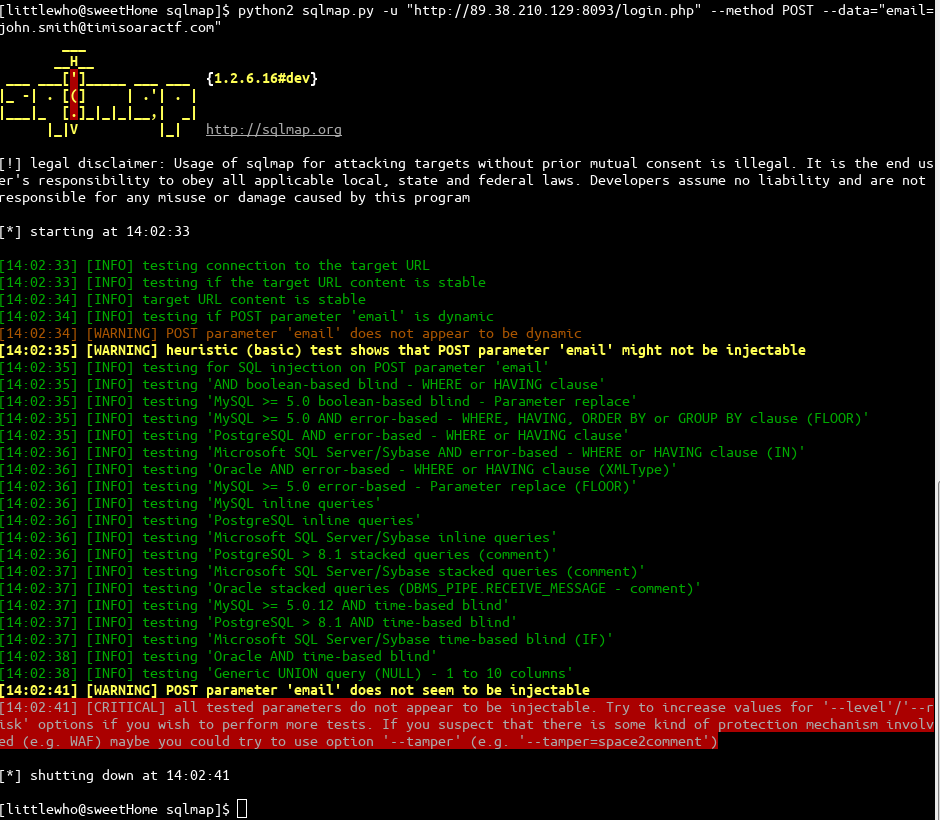 [littlewho@sweetHome sqlmap]$ python2 sqlmap.py -u "http://89.38.210.129:8093/login.php" --method POST --data="email=
john.smith@timisoaractf.com"
        ___
       __H__
 ___ ___[']_____ ___ ___  {1.2.6.16#dev}
|_ -| . [(]     | .'| . |
|___|_  [.]_|_|_|__,|  _|
      |_|V          |_|   http://sqlmap.org
[!] legal disclaimer: Usage of sqlmap for attacking targets without prior mutual consent is illegal. It is the end us
er's responsibility to obey all applicable local, state and federal laws. Developers assume no liability and are not
responsible for any misuse or damage caused by this program
[*] starting at 14:02:33
[14:02:33] [INFO] testing connection to the target URL
[14:02:33] [INFO] testing if the target URL content is stable
[14:02:34] [INFO] target URL content is stable
[14:02:34] [INFO] testing if POST parameter 'email' is dynamic
[14:02:34] [WARNING] POST parameter 'email' does not appear to be dynamic
[14:02:35] [WARNING] heuristic (basic) test shows that POST parameter 'email' might not be injectable
[14:02:35] [INFO] testing for SQL injection on POST parameter 'email'
[14:02:35] [INFO] testing 'AND boolean-based blind - WHERE or HAVING clause'
[14:02:35] [INFO] testing 'MySQL >= 5.0 boolean-based blind - Parameter replace'
[14:02:35] [INFO] testing 'MySQL >= 5.0 AND error-based - WHERE, HAVING, ORDER BY or GROUP BY clause (FLOOR)'
[14:02:35] [INFO] testing 'PostgreSQL AND error-based - WHERE or HAVING clause'
[14:02:36] [INFO] testing 'Microsoft SQL Server/Sybase AND error-based - WHERE or HAVING clause (IN)'
[14:02:36] [INFO] testing 'Oracle AND error-based - WHERE or HAVING clause (XMLType)'
[14:02:36] [INFO] testing 'MySQL >= 5.0 error-based - Parameter replace (FLOOR)'
[14:02:36] [INFO] testing 'MySQL inline queries'
[14:02:36] [INFO] testing 'PostgreSQL inline queries'
[14:02:36] [INFO] testing 'Microsoft SQL Server/Sybase inline queries'
[14:02:36] [INFO] testing 'PostgreSQL > 8.1 stacked queries (comment)'
[14:02:37] [INFO] testing 'Microsoft SQL Server/Sybase stacked queries (comment)'
[14:02:37] [INFO] testing 'Oracle stacked queries (DBMS_PIPE.RECEIVE_MESSAGE - comment)'
[14:02:37] [INFO] testing 'MySQL >= 5.0.12 AND time-based blind'
[14:02:37] [INFO] testing 'PostgreSQL > 8.1 AND time-based blind'
[14:02:37] [INFO] testing 'Microsoft SQL Server/Sybase time-based blind (IF)'
[14:02:38] [INFO] testing 'Oracle AND time-based blind'
[14:02:38] [INFO] testing 'Generic UNION query (NULL) - 1 to 10 columns'
[14:02:41] [WARNING] POST parameter 'email' does not seem to be injectable
[14:02:41] [CRITICAL] all tested parameters do not appear to be injectable. Try to increase values for '--level'/'--r
isk' options if you wish to perform more tests. If you suspect that there is some kind of protection mechanism involv
ed (e.g. WAF) maybe you could try to use option '--tamper' (e.g. '--tamper=space2comment')
[*] shutting down at 14:02:41
[littlewho@sweetHome sqlmap]$